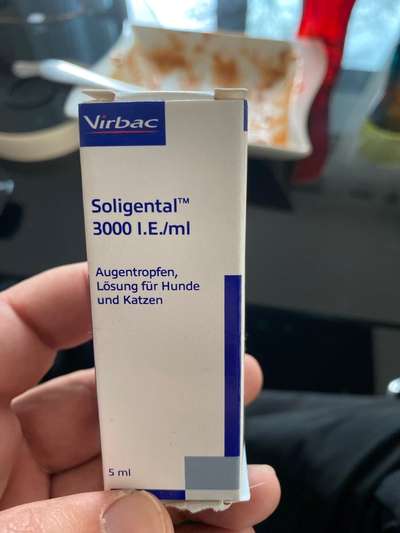 Virbac
Soligental™
3000 I.E./ml
Augentropfen,
Lösung für Hunde
und Katzen
5 ml